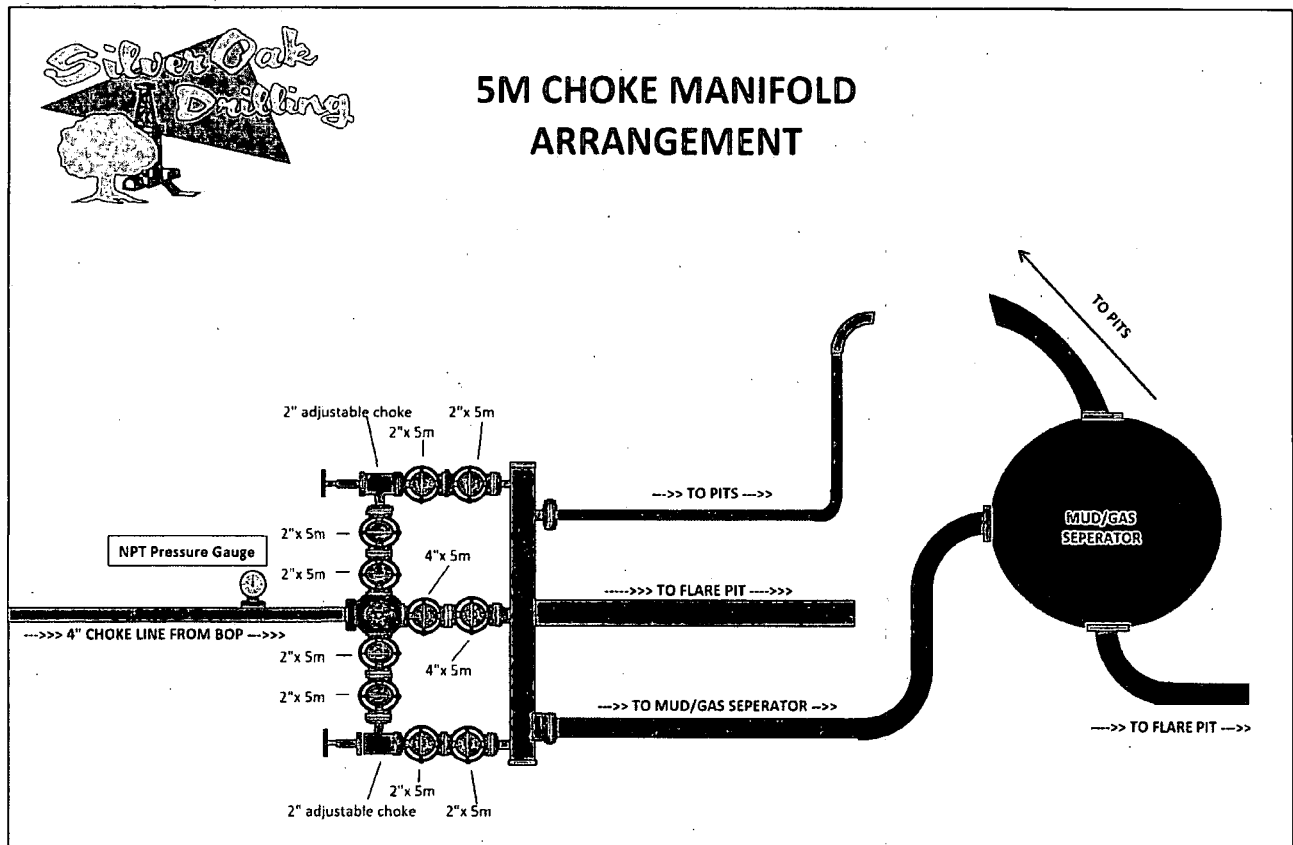 SilverOak
Drilling
5M CHOKE MANIFOLD
ARRANGEMENT
TO PITS
2" adjustable choke
2"x 5m
2"x 5m
--->> TO PITS --->>
MUD/GAS
SEPERATOR
2"x 5m
NPT Pressure Gauge
4"x 5m
2"x 5m
----->>> TO FLARE PIT ---->>>
--->>> 4" CHOKE LINE FROM BOP --->>>
2"x 5m
4"x 5m
2"x 5m
--->> TO MUD/GAS SEPERATOR -->>
---->> TO FLARE PIT --->>
2"x 5m
2" adjustable choke
2"x 5m